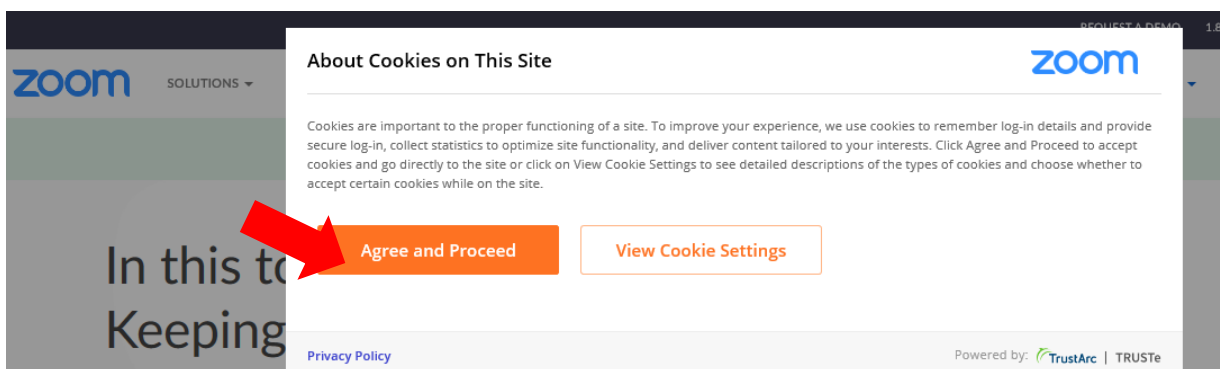 REQUEST A DEMO 1.8
zoom SOLUTIONS
About Cookies on This Site
zoom
Cookies are important to the proper functioning of a site. To improve your experience, we use cookies to remember log-in details and provide
secure log-in, collect statistics to optimize site functionality, and deliver content tailored to your interests. Click Agree and Proceed to accept
cookies and go directly to the site or click on View Cookie Settings to see detailed descriptions of the types of cookies and choose whether to
accept certain cookies while on the site.
Agree and Proceed View Cookie Settings
In this to
Keeping
Privacy Policy Powered by: TrustArc | TRUSTe